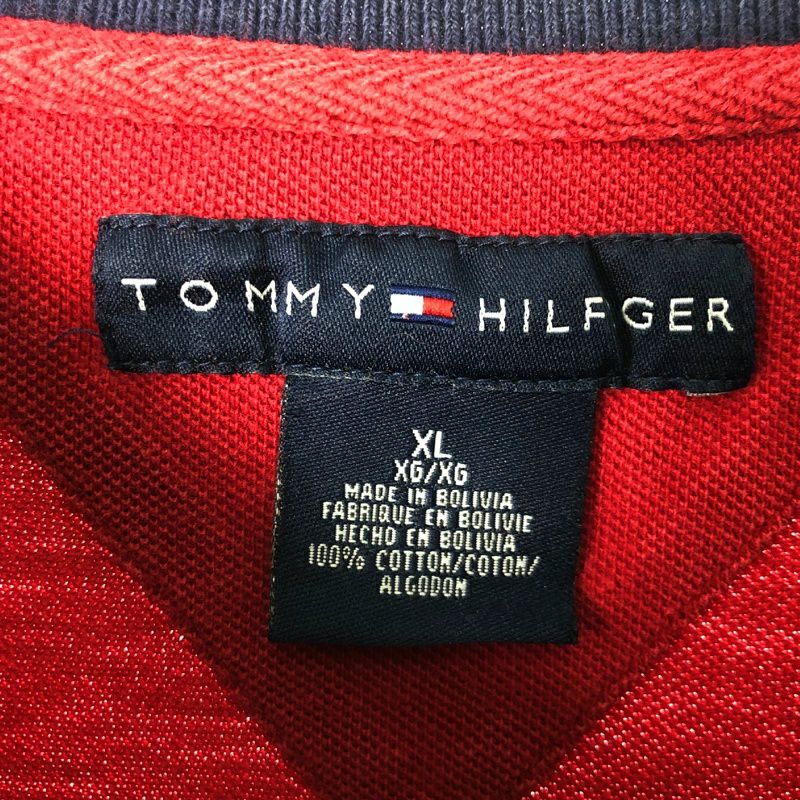 TOMMY HILFIGER
XL
XG/XG
MADE IN BOLIVIA
FABRIQUE EN BOLIVIE
HECHO EN BOLIVIA
100% COTTON/COTON/
ALGODON